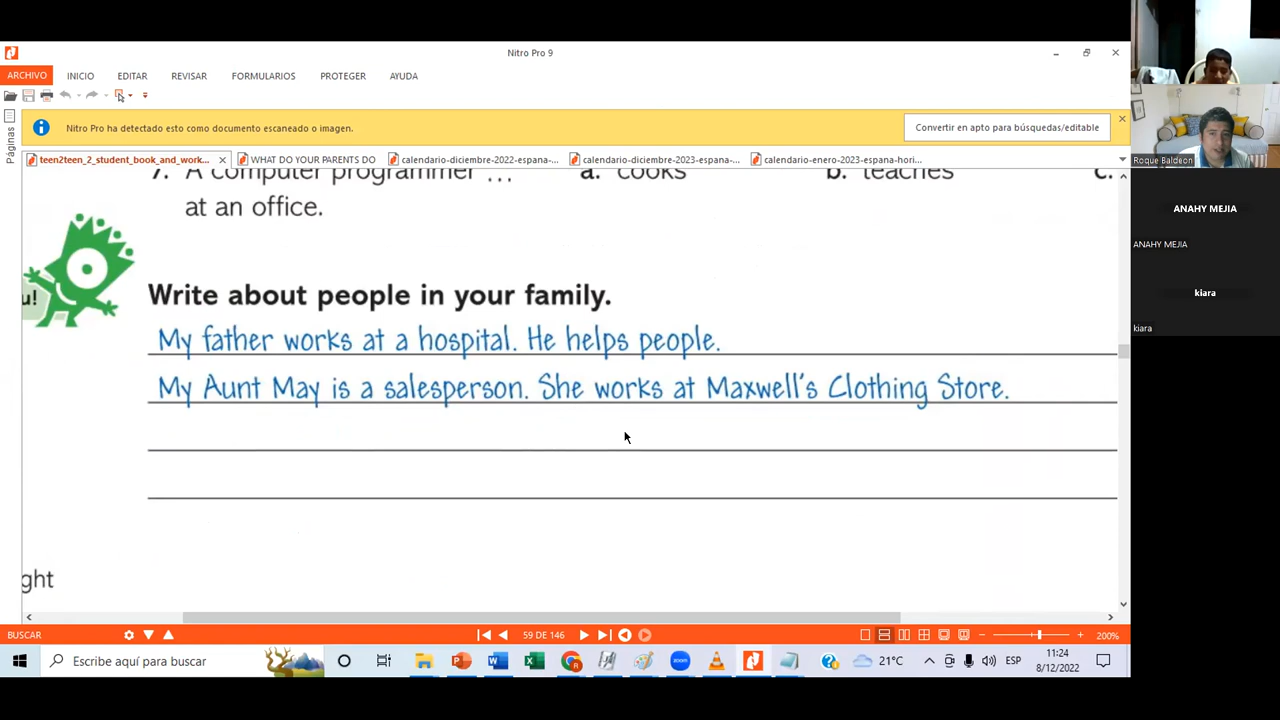 Nitro Pro 9
ARCHIVO INICIO EDITAR REVISAR FORMULARIOS PROTEGER AYUDA
Nitro Pro ha detectado esto como documento escaneado o imagen.
Convertir en apto para búsquedas/editable
teen2teen_2_student_book_and_work... WHAT DO YOUR PARENTS DO calendario-diciembre-2022-espana-... calendario-diciembre-2023-espana-... calendario-enero-2023-espana-hori...
Páginas
7. A computer programmer ... a. cooks b. teaches c.
at an office.
u!
Write about people in your family.
My father works at a hospital. He helps people.
My Aunt May is a salesperson. She works at Maxwell's Clothing Store.
ght
BUSCAR 59 DE 146 200%
Escribe aquí para buscar 21°C ESP 11:24
8/12/2022
Roque Baldeon
ANAHY MEJIA
ANAHY MEJIA
kiara
kiara